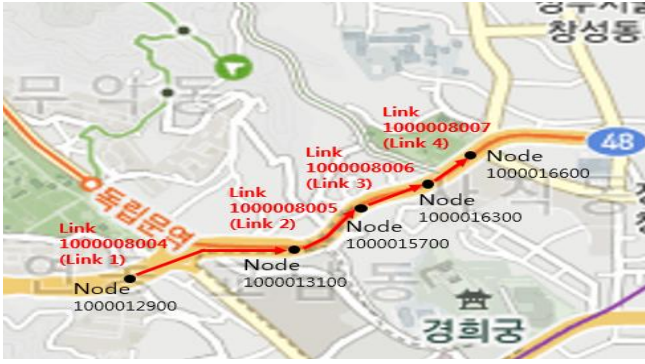 창성동
무악동
Link
1000008007
(Link 4)
48
Link
1000008006
(Link 3)
Node
1000016600
Node
1000016300
독립문역
Link
1000008005
(Link 2)
Node
1000015700
Link
1000008004
(Link 1)
Node
1000013100
Node
1000012900
경희궁